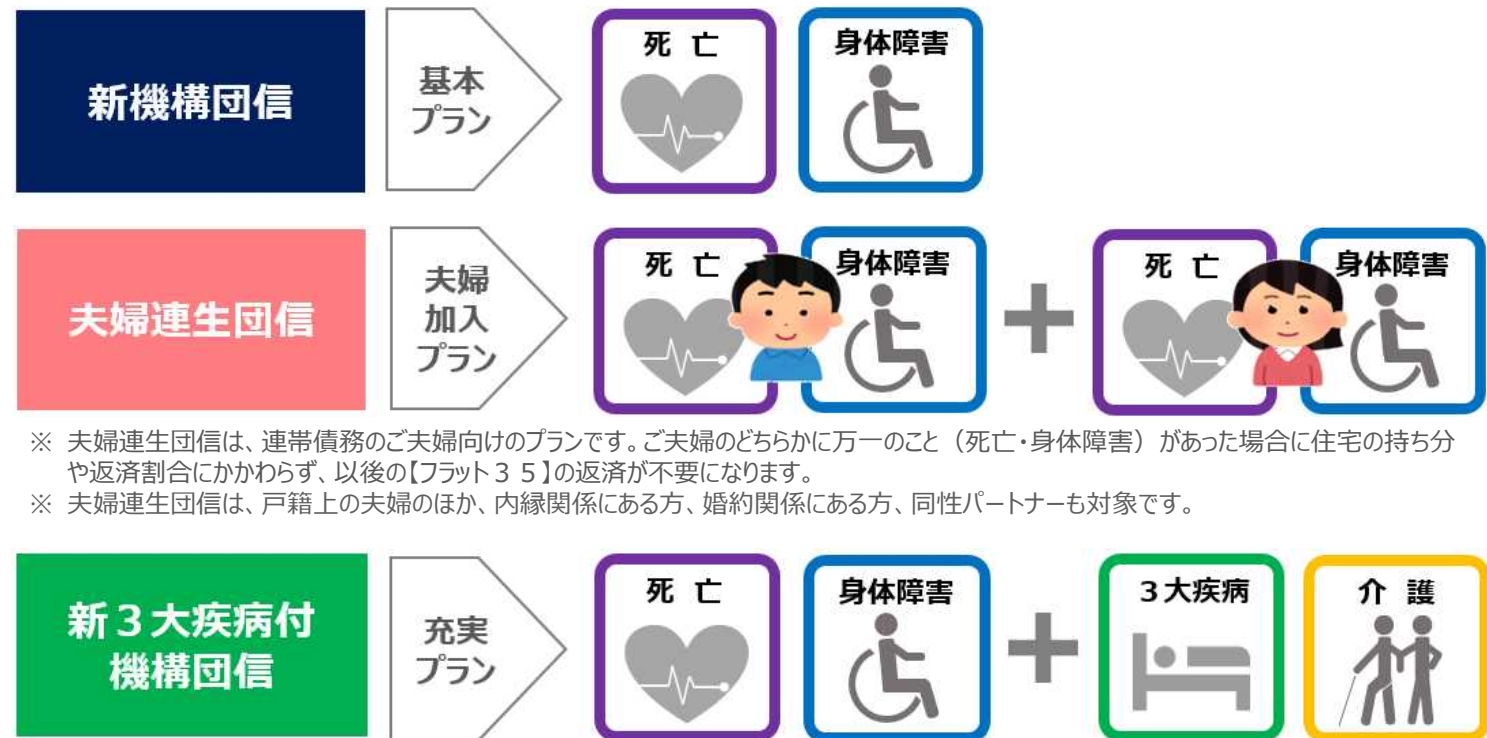 新機構団信
基本
プラン
死 亡
身体障害
夫婦連生団信
夫婦
加入
プラン
死 亡
身体障害
死 亡
身体障害
※ 夫婦連生団信は、連帯債務のご夫婦向けのプランです。ご夫婦のどちらかに万一のこと（死亡・身体障害）があった場合に住宅の持ち分
や返済割合にかかわらず、以後の【フラット３５】の返済が不要になります。
※ 夫婦連生団信は、戸籍上の夫婦のほか、内縁関係にある方、婚約関係にある方、同性パートナーも対象です。
新３大疾病付
機構団信
充実
プラン
死 亡
身体障害
３大疾病
介 護